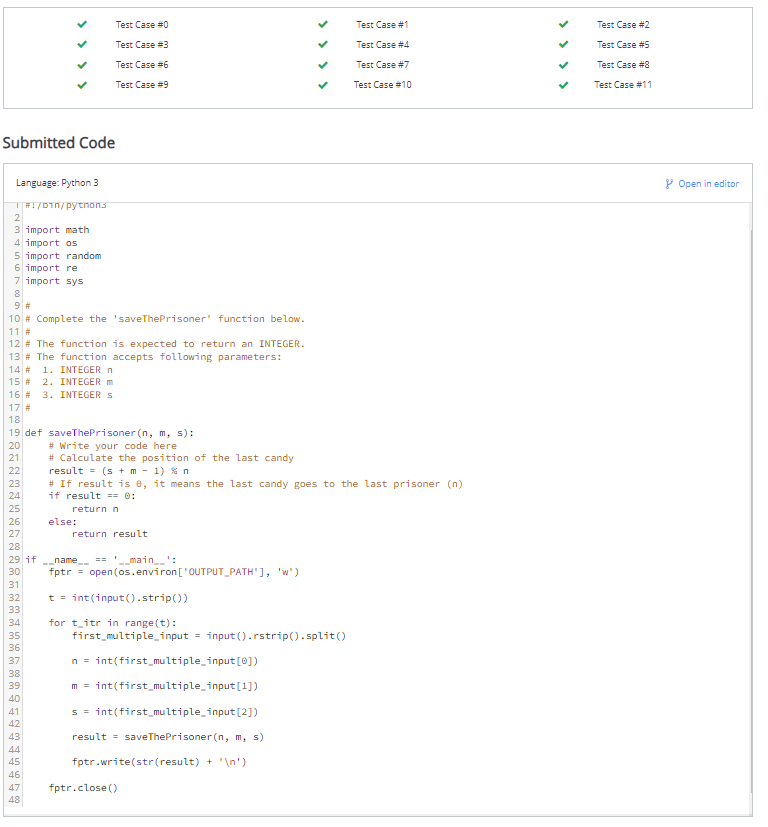 Test Case #0 Test Case #1 Test Case #2
Test Case #3 Test Case #4 Test Case #5
Test Case #6 Test Case #7 Test Case #8
Test Case #9 Test Case #10 Test Case #11
Submitted Code
Language: Python 3 Open in editor
1 #!/bin/python3
2
3 import math
4 import os
5 import random
6 import re
7 import sys
8
9 #
10 # Complete the 'saveThePrisoner' function below.
11 #
12 # The function is expected to return an INTEGER.
13 # The function accepts following parameters:
14 #  1. INTEGER n
15 #  2. INTEGER m
16 #  3. INTEGER s
17 #
18
19 def saveThePrisoner(n, m, s):
20     # Write your code here
21     # Calculate the position of the last candy
22     result = (s + m - 1) % n
23     # If result is 0, it means the last candy goes to the last prisoner (n)
24     if result == 0:
25         return n
26     else:
27         return result
28
29 if __name__ == '__main__':
30     fptr = open(os.environ['OUTPUT_PATH'], 'w')
31
32     t = int(input().strip())
33
34     for t_itr in range(t):
35         first_multiple_input = input().rstrip().split()
36
37         n = int(first_multiple_input[0])
38
39         m = int(first_multiple_input[1])
40
41         s = int(first_multiple_input[2])
42
43         result = saveThePrisoner(n, m, s)
44
45         fptr.write(str(result) + '\n')
46
47     fptr.close()
48